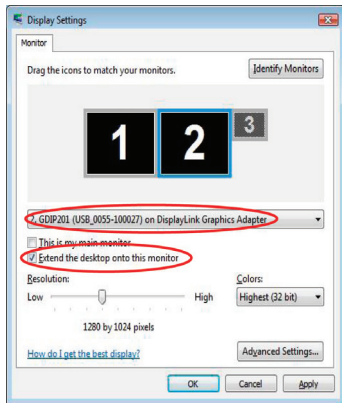 Display Settings
Monitor
Drag the icons to match your monitors.
Identify Monitors
1
2
3
2. GDIP201 (USB_0055-100027) on DisplayLink Graphics Adapter
This is my main monitor
Extend the desktop onto this monitor
Resolution:
Colors:
Low
High
Highest (32 bit)
1280 by 1024 pixels
How do I get the best display?
Advanced Settings...
OK
Cancel
Apply